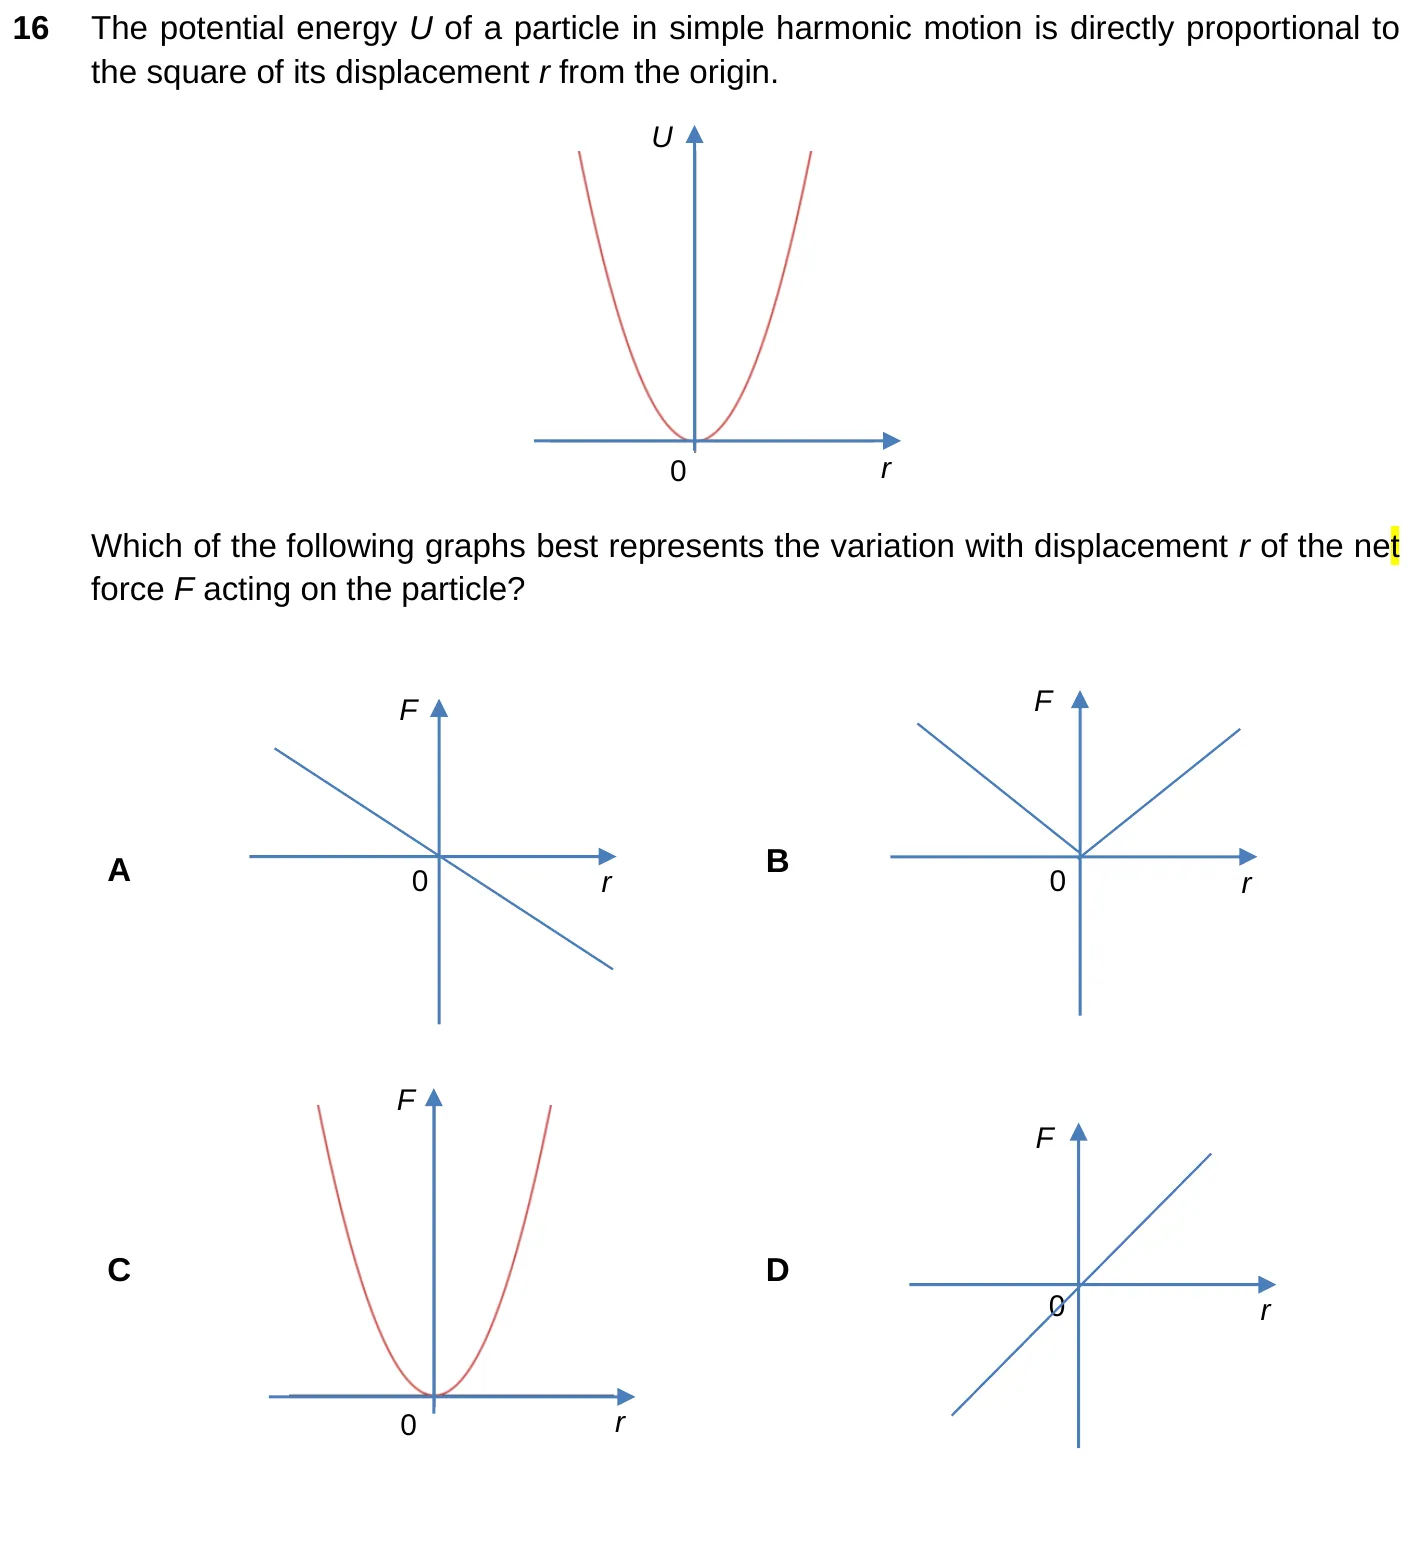 16 The potential energy U of a particle in simple harmonic motion is directly proportional to
the square of its displacement r from the origin.
U
0
r
Which of the following graphs best represents the variation with displacement r of the net
force F acting on the particle?
F
A
0
r
F
B
0
r
F
C
0
r
F
D
0
r